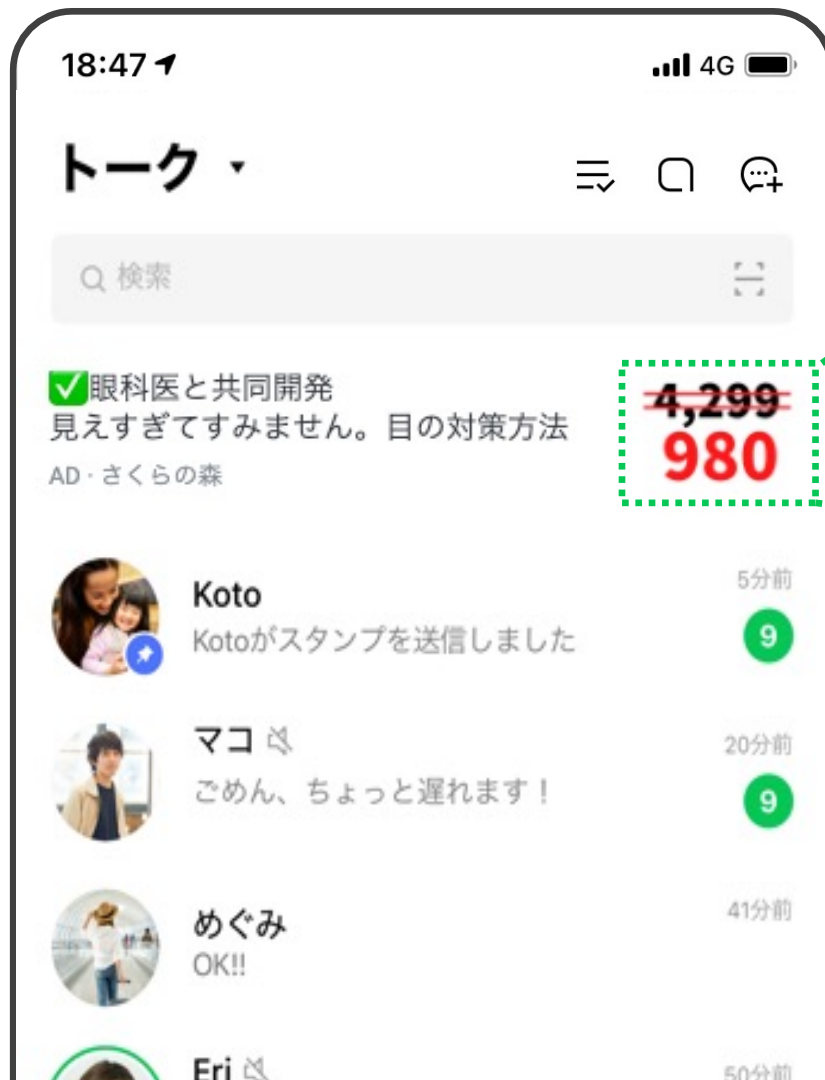 18:47
4G
トーク
検索
✅眼科医と共同開発
見えすぎてすみません。目の対策方法
AD · さくらの森
4,299
980
Koto
5分前
Kotoがスタンプを送信しました
9
マコ
20分前
ごめん、ちょっと遅れます！
9
めぐみ
41分前
OK!!
Eri
50分前